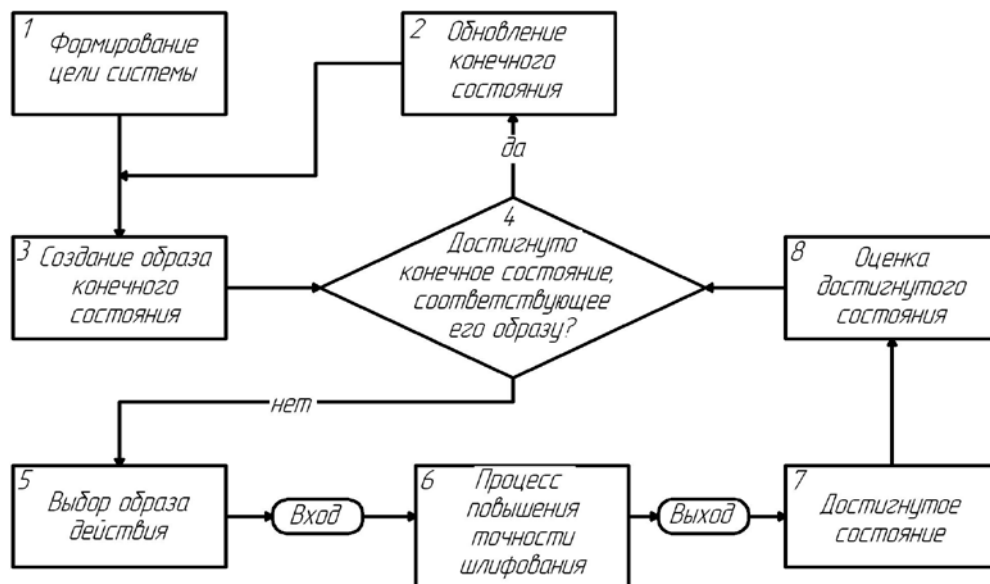 1
Формирование
цели системы
2
Обновление
конечного
состояния
да
3
Создание образа
конечного
состояния
4
Достигнуто
конечное состояние,
соответствующее
его образу?
8
Оценка
достигнутого
состояния
нет
5
Выбор образа
действия
Вход
6
Процесс
повышения
точности
шлифования
Выход
7
Достигнутое
состояние